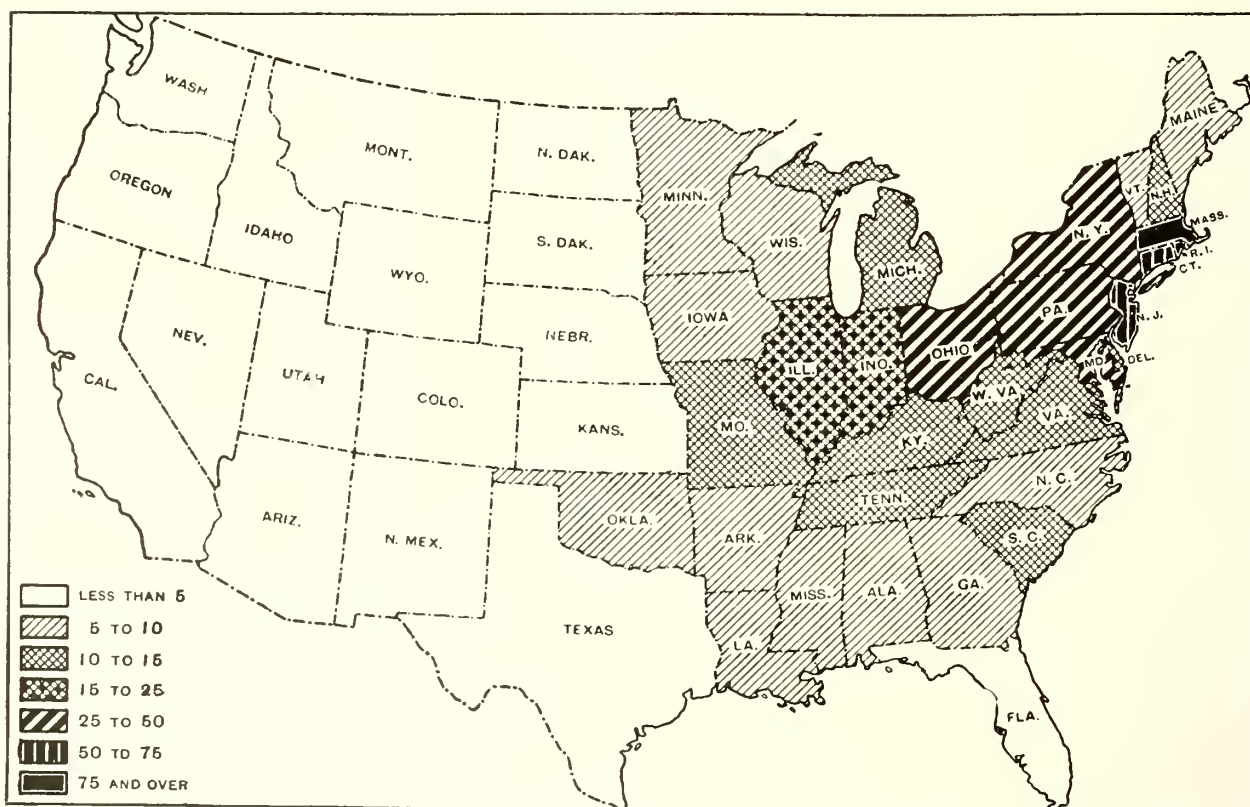 WASH
OREGON
CAL.
NEV.
IDAHO
MONT.
WYO.
UTAH
COLO.
ARIZ.
N. MEX.
N. DAK.
S. DAK.
NEBR.
KANS.
OKLA.
TEXAS
MINN.
IOWA
MO.
ARK.
LA.
WIS.
ILL.
MICH.
INO.
OHIO
KY.
TENN.
MISS.
ALA.
GA.
FLA.
S. C.
N. C.
VA.
W. VA
MD.
DEL.
PA.
N. J.
N. Y.
CT.
R. I.
MASS.
VT.
N.H.
MAINE
LESS THAN 5
5 TO 10
10 TO 15
15 TO 25
25 TO 50
50 TD 75
75 AND OVER